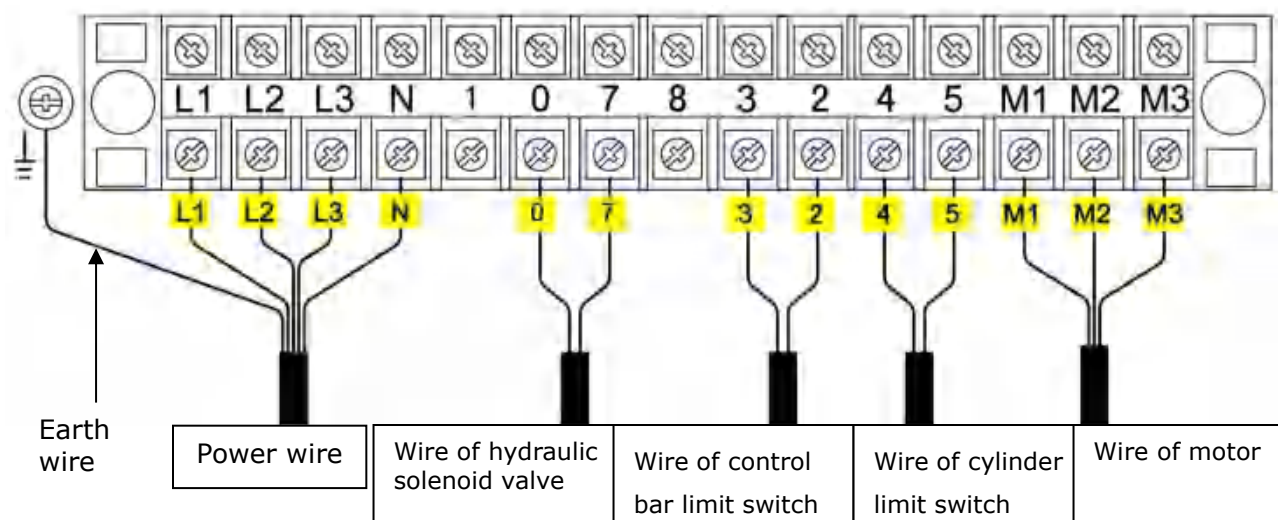 L1 L2 L3 N 1 0 7 8 3 2 4 5 M1 M2 M3
L1 L2 L3 N 0 7 3 2 4 5 M1 M2 M3
Earth
wire
Power wire
Wire of hydraulic
solenoid valve
Wire of control
bar limit switch
Wire of cylinder
limit switch
Wire of motor